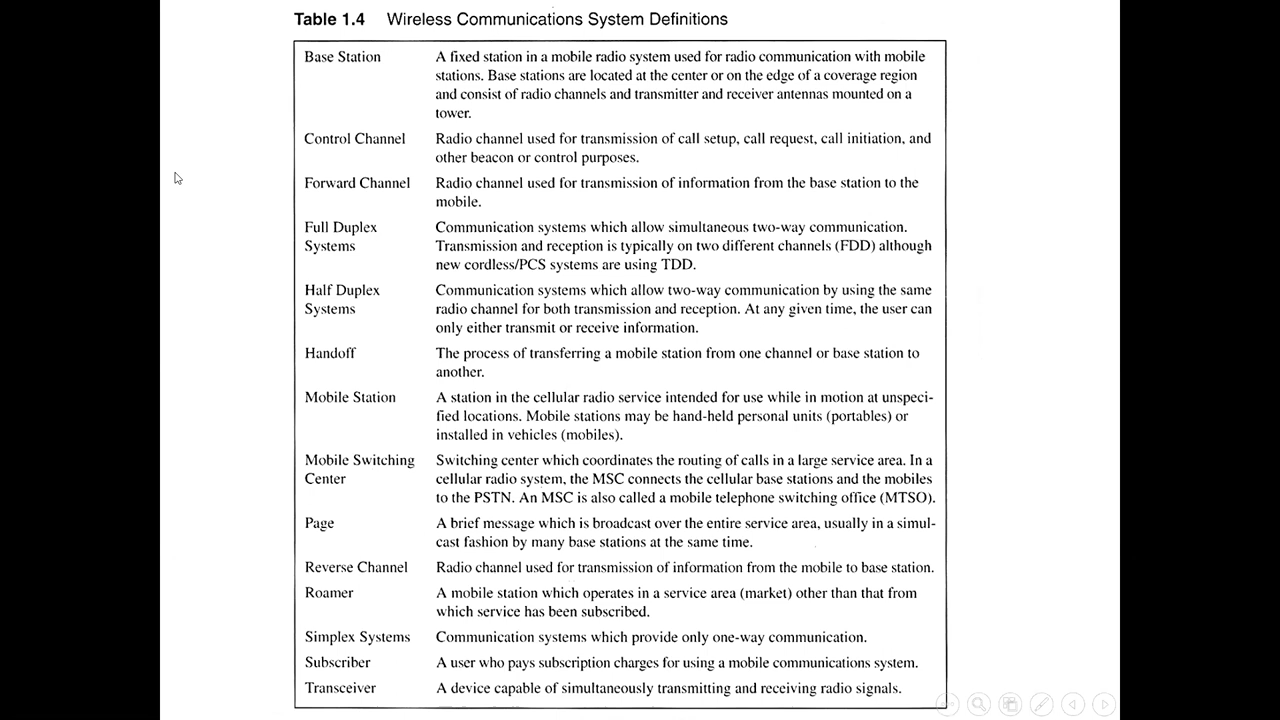 Table 1.4 Wireless Communications System Definitions
Base Station A fixed station in a mobile radio system used for radio communication with mobile
stations. Base stations are located at the center or on the edge of a coverage region
and consist of radio channels and transmitter and receiver antennas mounted on a
tower.
Control Channel Radio channel used for transmission of call setup, call request, call initiation, and
other beacon or control purposes.
Forward Channel Radio channel used for transmission of information from the base station to the
mobile.
Full Duplex Communication systems which allow simultaneous two-way communication.
Systems Transmission and reception is typically on two different channels (FDD) although
new cordless/PCS systems are using TDD.
Half Duplex Communication systems which allow two-way communication by using the same
Systems radio channel for both transmission and reception. At any given time, the user can
only either transmit or receive information.
Handoff The process of transferring a mobile station from one channel or base station to
another.
Mobile Station A station in the cellular radio service intended for use while in motion at unspeci-
fied locations. Mobile stations may be hand-held personal units (portables) or
installed in vehicles (mobiles).
Mobile Switching Switching center which coordinates the routing of calls in a large service area. In a
Center cellular radio system, the MSC connects the cellular base stations and the mobiles
to the PSTN. An MSC is also called a mobile telephone switching office (MTSO).
Page A brief message which is broadcast over the entire service area, usually in a simul-
cast fashion by many base stations at the same time.
Reverse Channel Radio channel used for transmission of information from the mobile to base station.
Roamer A mobile station which operates in a service area (market) other than that from
which service has been subscribed.
Simplex Systems Communication systems which provide only one-way communication.
Subscriber A user who pays subscription charges for using a mobile communications system.
Transceiver A device capable of simultaneously transmitting and receiving radio signals.